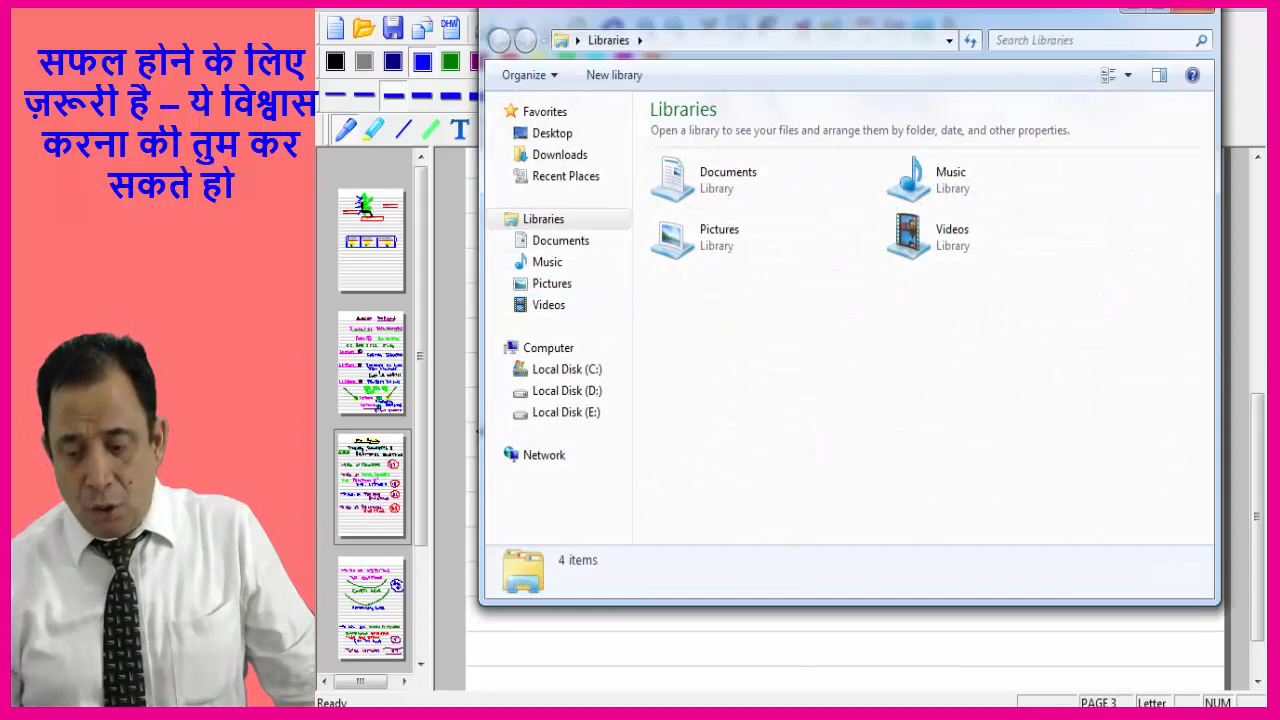 सफल होने के लिए
ज़रूरी है – ये विश्वास
करना की तुम कर
सकते हो
DHW
Libraries
Search Libraries
Organize
New library
Favorites
Desktop
Downloads
Recent Places
Libraries
Documents
Music
Pictures
Videos
Computer
Local Disk (C:)
Local Disk (D:)
Local Disk (E:)
Network
Libraries
Open a library to see your files and arrange them by folder, date, and other properties.
Documents
Library
Music
Library
Pictures
Library
Videos
Library
4 items
Ready
PAGE 3
Letter
NUM